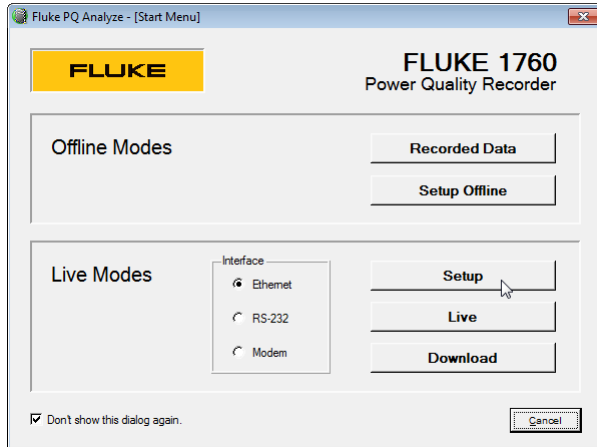 Fluke PQ Analyze - [Start Menu]
FLUKE
FLUKE 1760
Power Quality Recorder
Offline Modes
Recorded Data
Setup Offline
Live Modes
Interface
Ethernet
RS-232
Modem
Setup
Live
Download
Don't show this dialog again.
Cancel